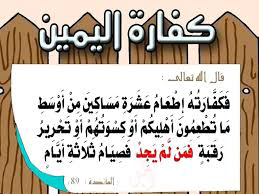 كفارة اليمين
قال الله تعالى :
فَكَفَّارَتُهُ إِطْعَامُ عَشَرَةِ مَسَاكِينَ مِنْ أَوْسَطِ
مَا تُطْعِمُونَ أَهْلِيكُمْ أَوْ كِسْوَتُهُمْ أَوْ تَحْرِيرُ
رَقَبَةٍ فَمَن لَّمْ يَجِدْ فَصِيَامُ ثَلَاثَةِ أَيَّامٍ
المائدة : 89